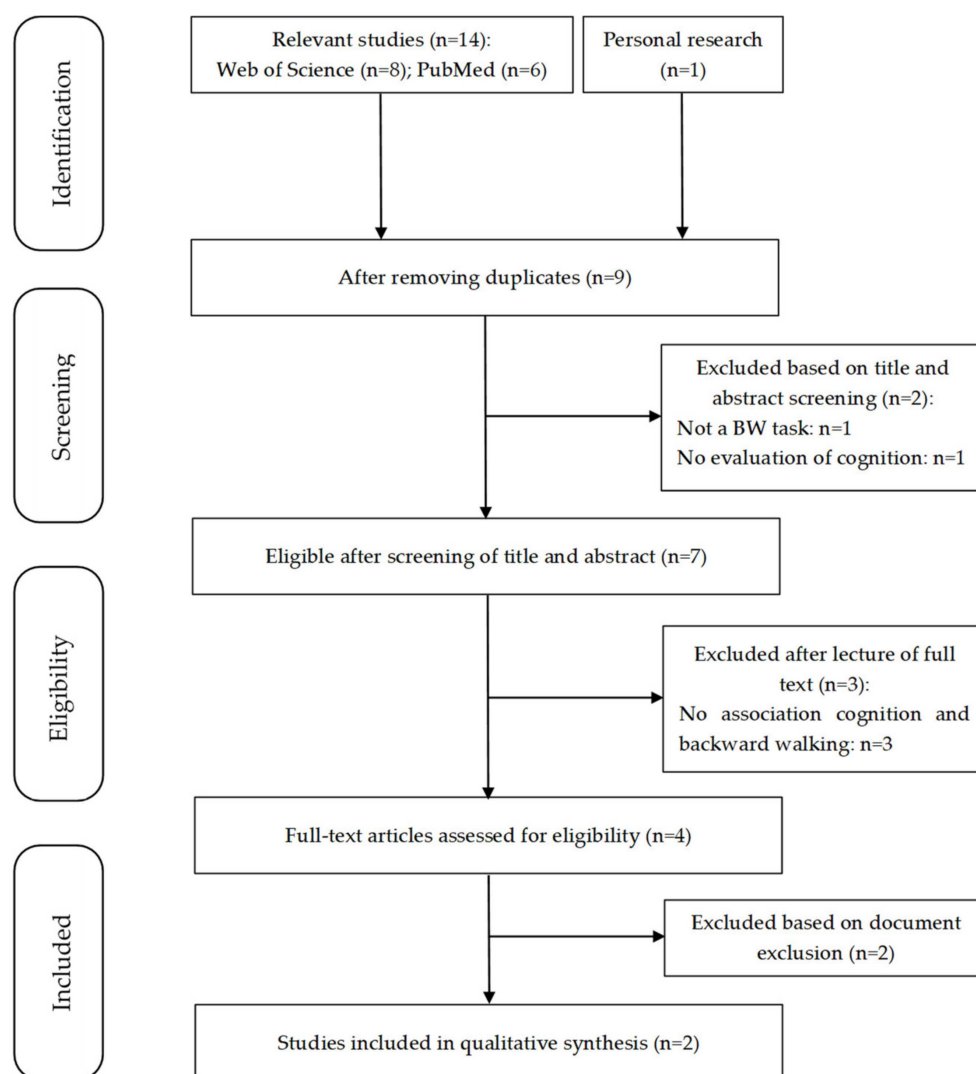 Identification
Relevant studies (n=14):
Web of Science (n=8); PubMed (n=6)
Personal research
(n=1)
After removing duplicates (n=9)
Screening
Excluded based on title and
abstract screening (n=2):
Not a BW task: n=1
No evaluation of cognition: n=1
Eligible after screening of title and abstract (n=7)
Eligibility
Excluded after lecture of full
text (n=3):
No association cognition and
backward walking: n=3
Full-text articles assessed for eligibility (n=4)
Included
Excluded based on document
exclusion (n=2)
Studies included in qualitative synthesis (n=2)